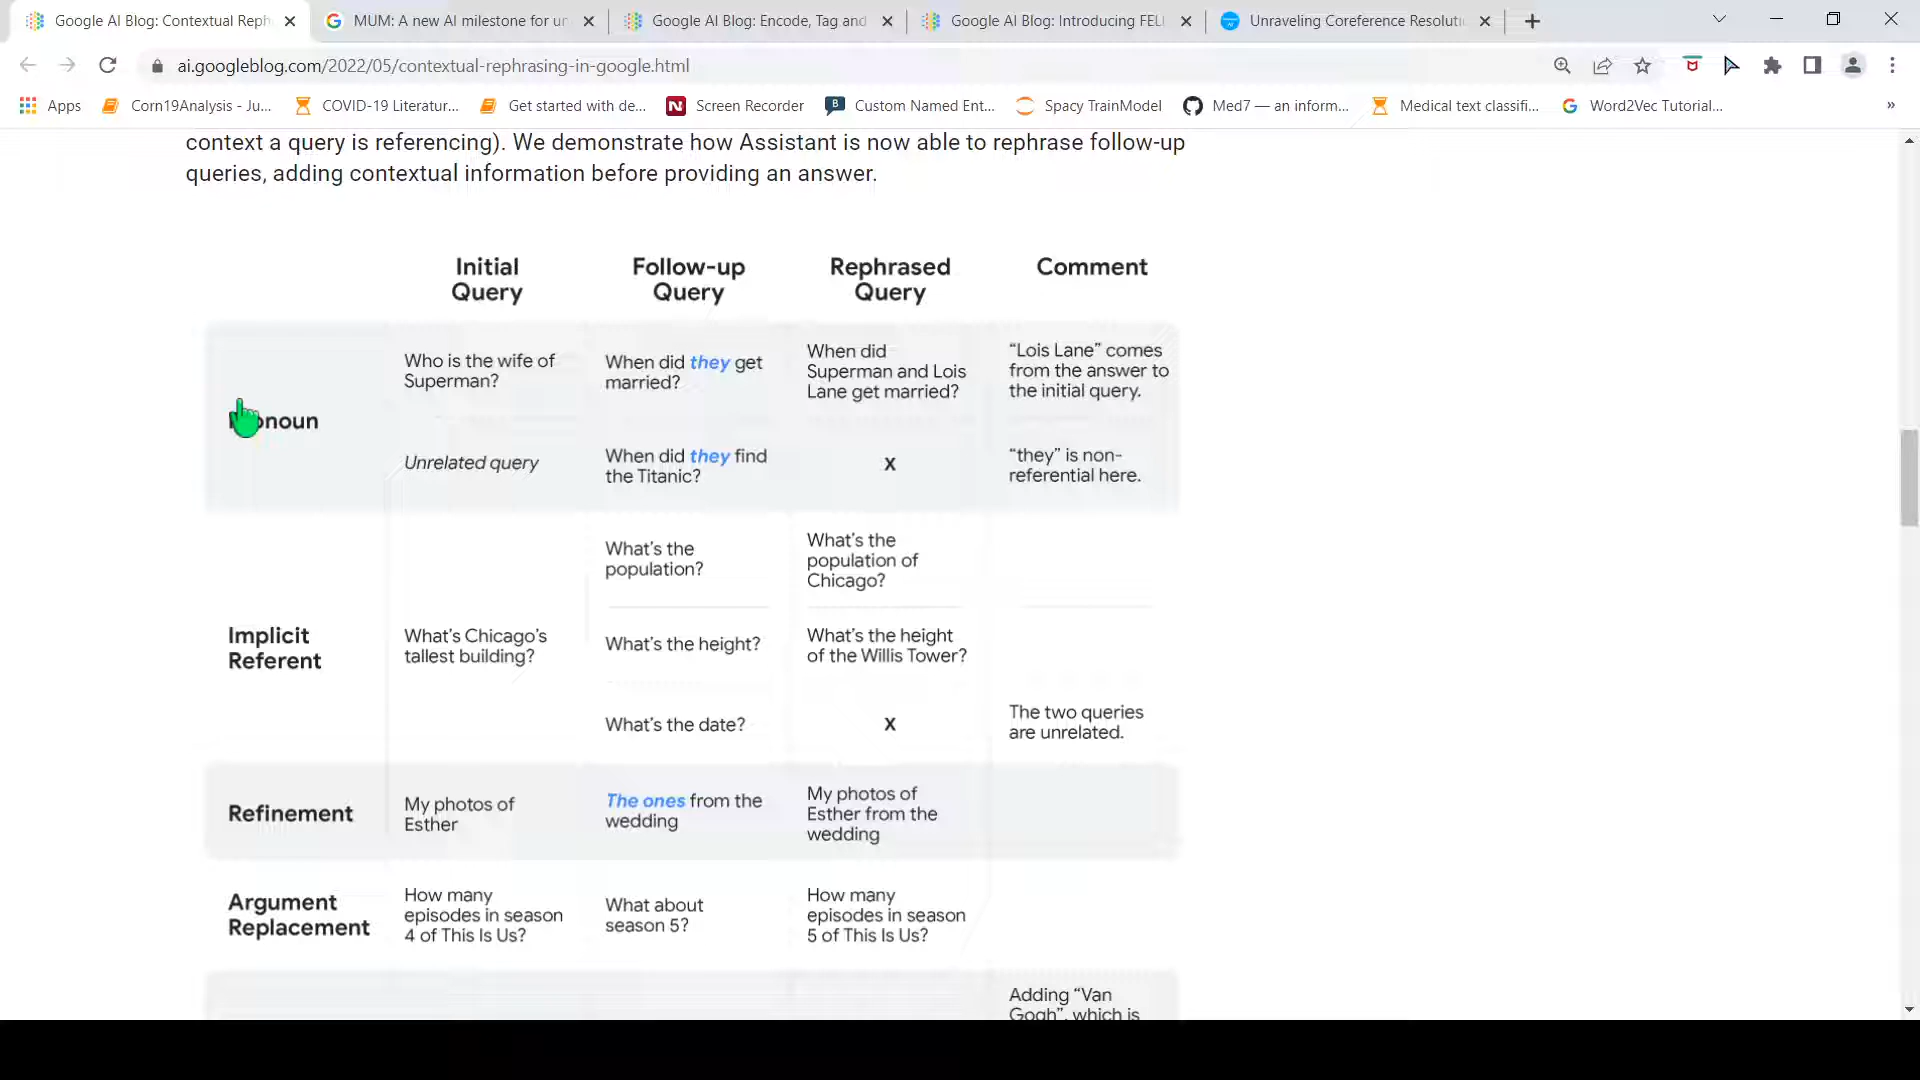 Google AI Blog: Contextual Reph
MUM: A new AI milestone for un
Google AI Blog: Encode, Tag and
Google AI Blog: Introducing FELI
Unraveling Coreference Resoluti
ai.googleblog.com/2022/05/contextual-rephrasing-in-google.html
Apps
Corn19Analysis - Ju...
COVID-19 Literatur...
Get started with de...
N
Screen Recorder
B
Custom Named Ent...
Spacy TrainModel
Med7 — an inform...
Medical text classifi...
Word2Vec Tutorial...
»
context a query is referencing). We demonstrate how Assistant is now able to rephrase follow-up
queries, adding contextual information before providing an answer.
Initial
Query
Follow-up
Query
Rephrased
Query
Comment
Who is the wife of
Superman?
When did they get
married?
When did
Superman and Lois
Lane get married?
“Lois Lane” comes
from the answer to
the initial query.
noun
Unrelated query
When did they find
the Titanic?
X
“they” is non-
referential here.
Implicit
Referent
What's Chicago's
tallest building?
What's the
population?
What's the
population of
Chicago?
What's the height?
What's the height
of the Willis Tower?
What's the date?
X
The two queries
are unrelated.
Refinement
My photos of
Esther
The ones from the
wedding
My photos of
Esther from the
wedding
Argument
Replacement
How many
episodes in season
4 of This Is Us?
What about
season 5?
How many
episodes in season
5 of This Is Us?
Adding “Van
Gogh”, which is